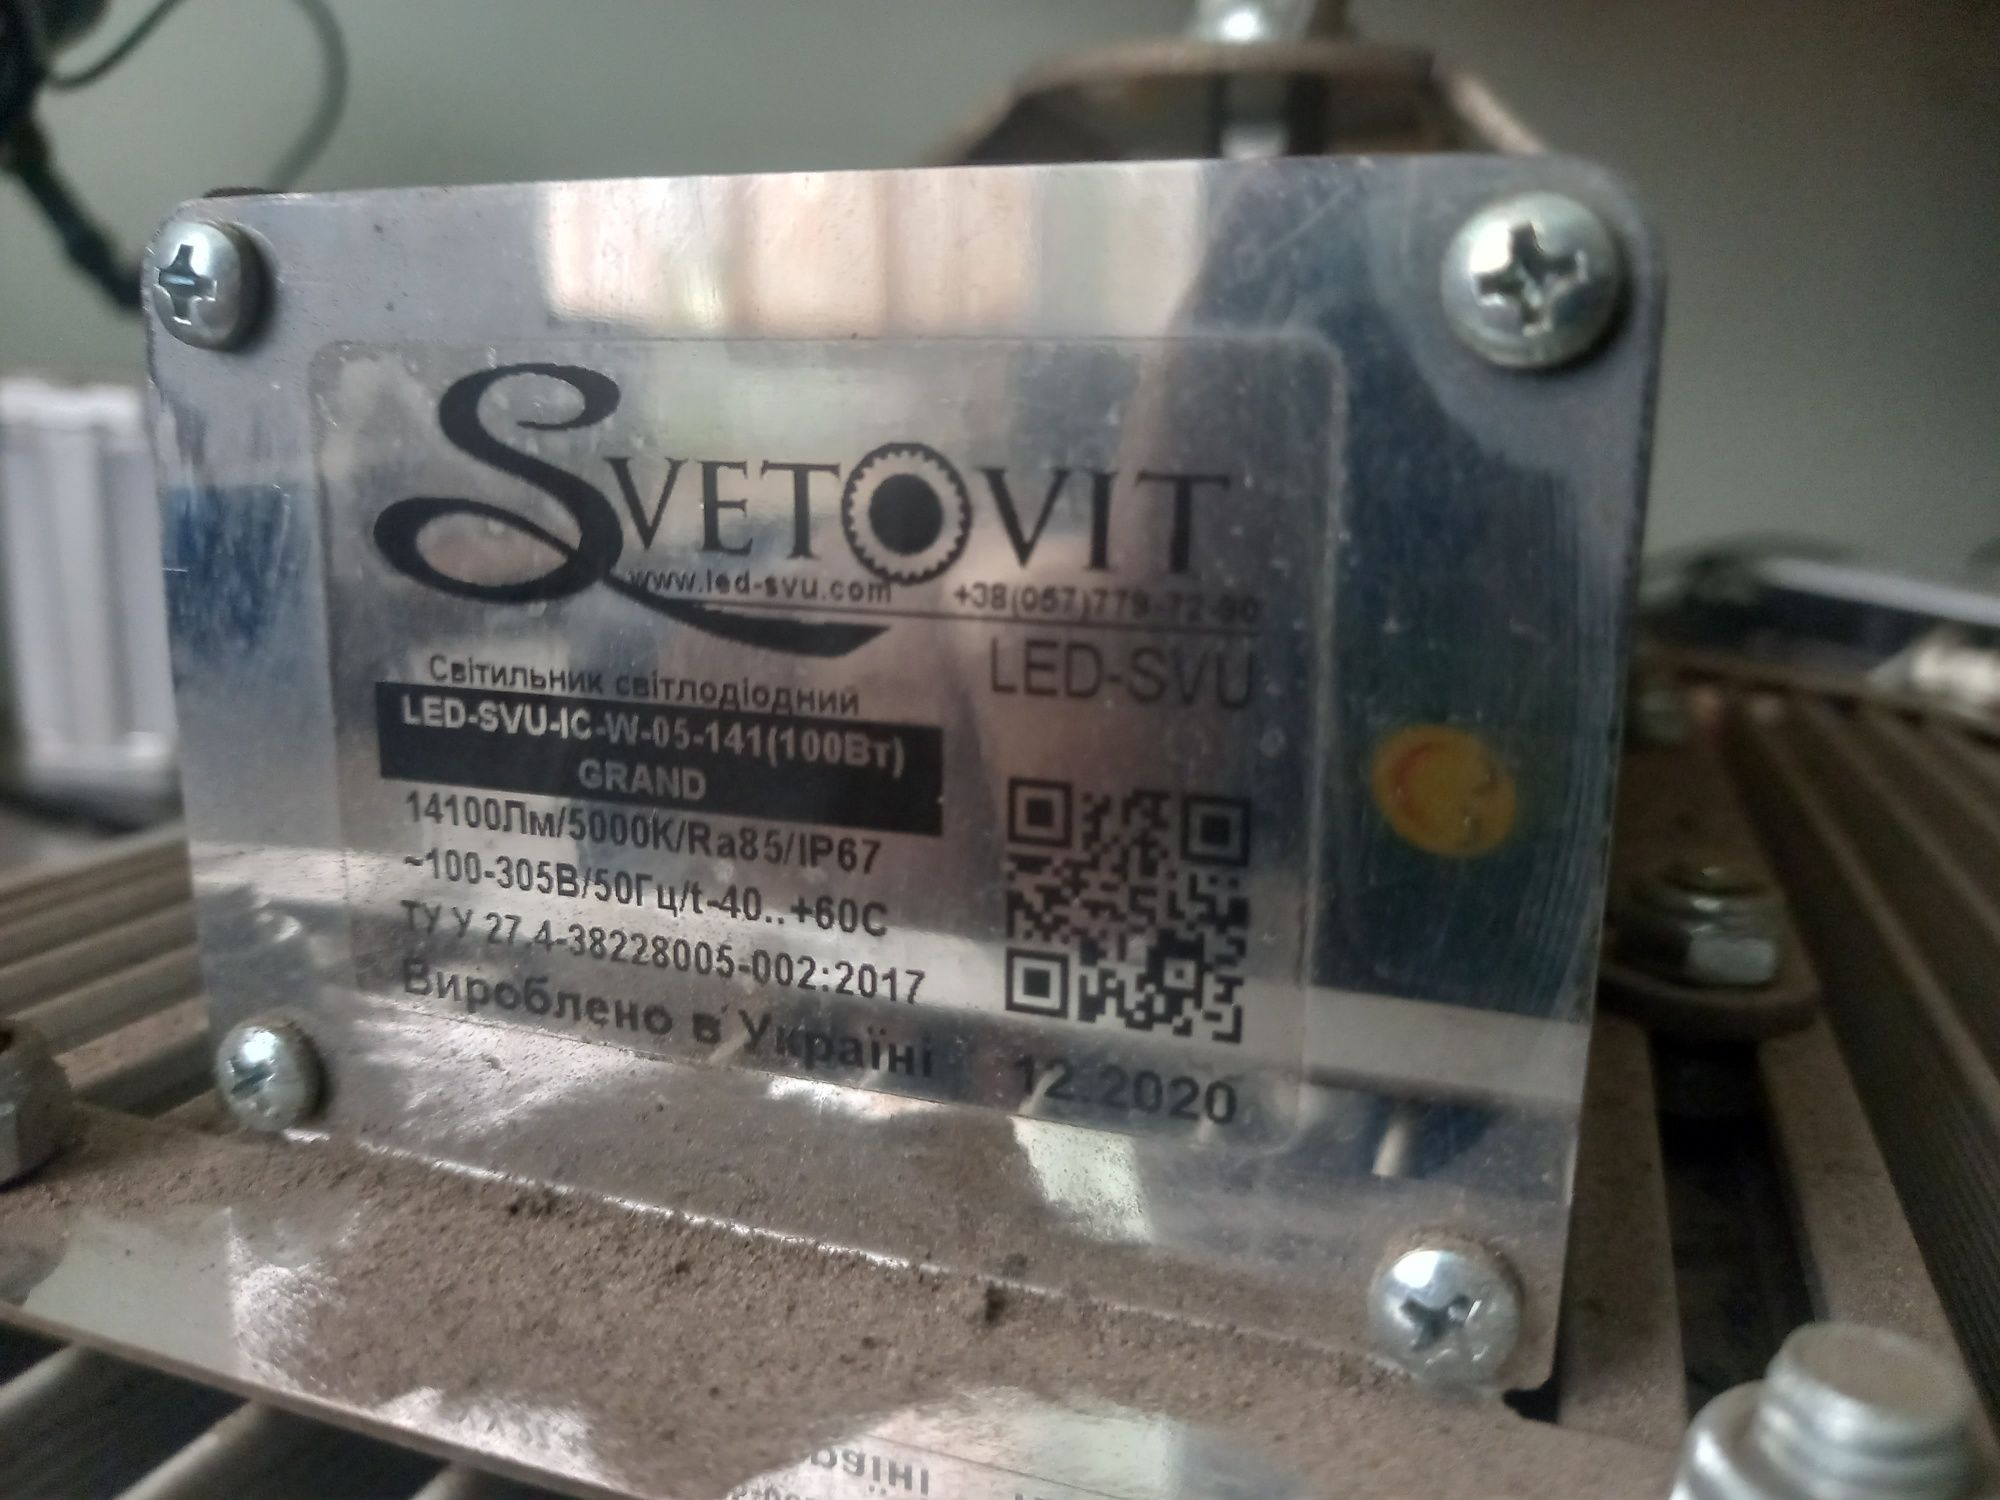 SVETOVIT
www.led-svu.com +38(057)779-72-90
LED-SVU
Світильник світлодіодний
LED-SVU-IC-W-05-141(100Вт)
GRAND
14100Лм/5000K/Ra85/IP67
~100-305В/50Гц/t-40..+60С
ТУ У 27.4-38228005-002:2017
Вироблено в Україні
12.2020